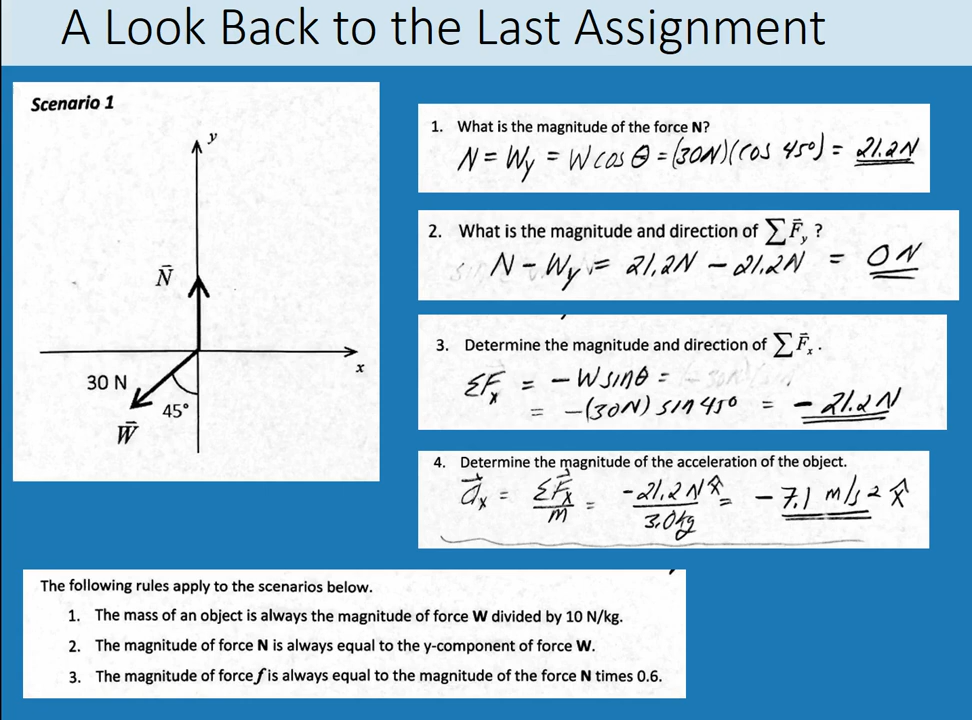 A Look Back to the Last Assignment
Scenario 1
y
N⃗
x
30 N
45°
W⃗
1. What is the magnitude of the force N?
N = Wy = W cos θ = (30N)(cos 45°) = 21.2N
2. What is the magnitude and direction of ∑F⃗y ?
N - Wy = 21.2N - 21.2N = 0N
3. Determine the magnitude and direction of ∑F⃗x .
ΣFx = - W sinθ =
= -(30N) sin 45° = - 21.2N
4. Determine the magnitude of the acceleration of the object.
a⃗x = ΣF⃗x / m = -21.2N x̂ / 3.0kg = - 7.1 m/s2 x̂
The following rules apply to the scenarios below.
1. The mass of an object is always the magnitude of force W divided by 10 N/kg.
2. The magnitude of force N is always equal to the y-component of force W.
3. The magnitude of force f is always equal to the magnitude of the force N times 0.6.